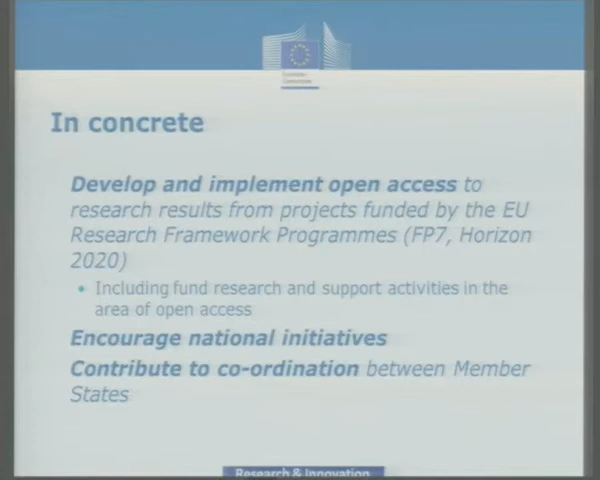 European
Commission
In concrete
Develop and implement open access to
research results from projects funded by the EU
Research Framework Programmes (FP7, Horizon
2020)
• Including fund research and support activities in the
area of open access
Encourage national initiatives
Contribute to co-ordination between Member
States
Research & Innovation